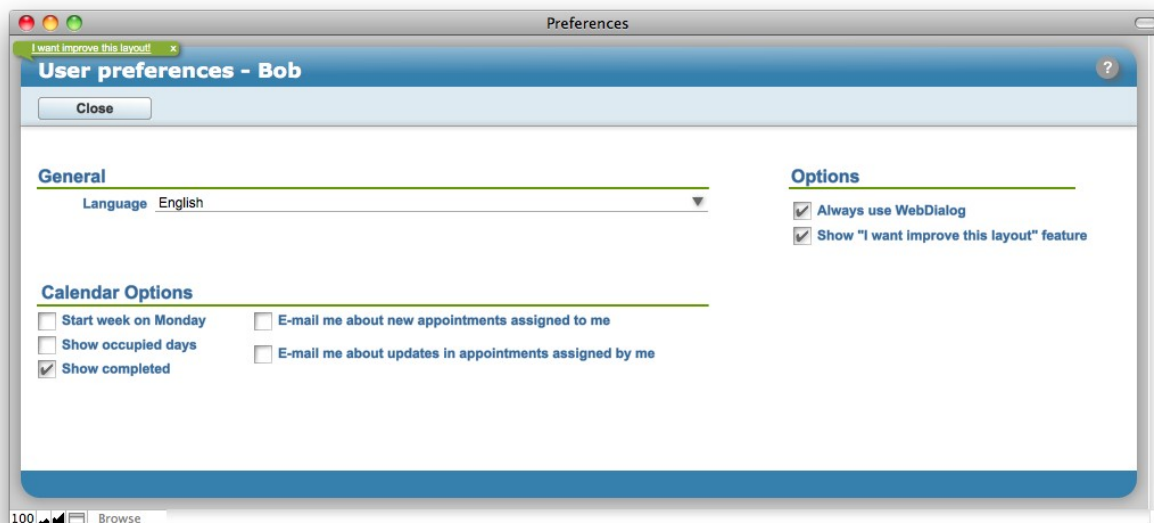 Preferences
I want improve this layout! x
User preferences - Bob
?
Close
General
Language English
Options
Always use WebDialog
Show "I want improve this layout" feature
Calendar Options
Start week on Monday
Show occupied days
Show completed
E-mail me about new appointments assigned to me
E-mail me about updates in appointments assigned by me
100 Browse